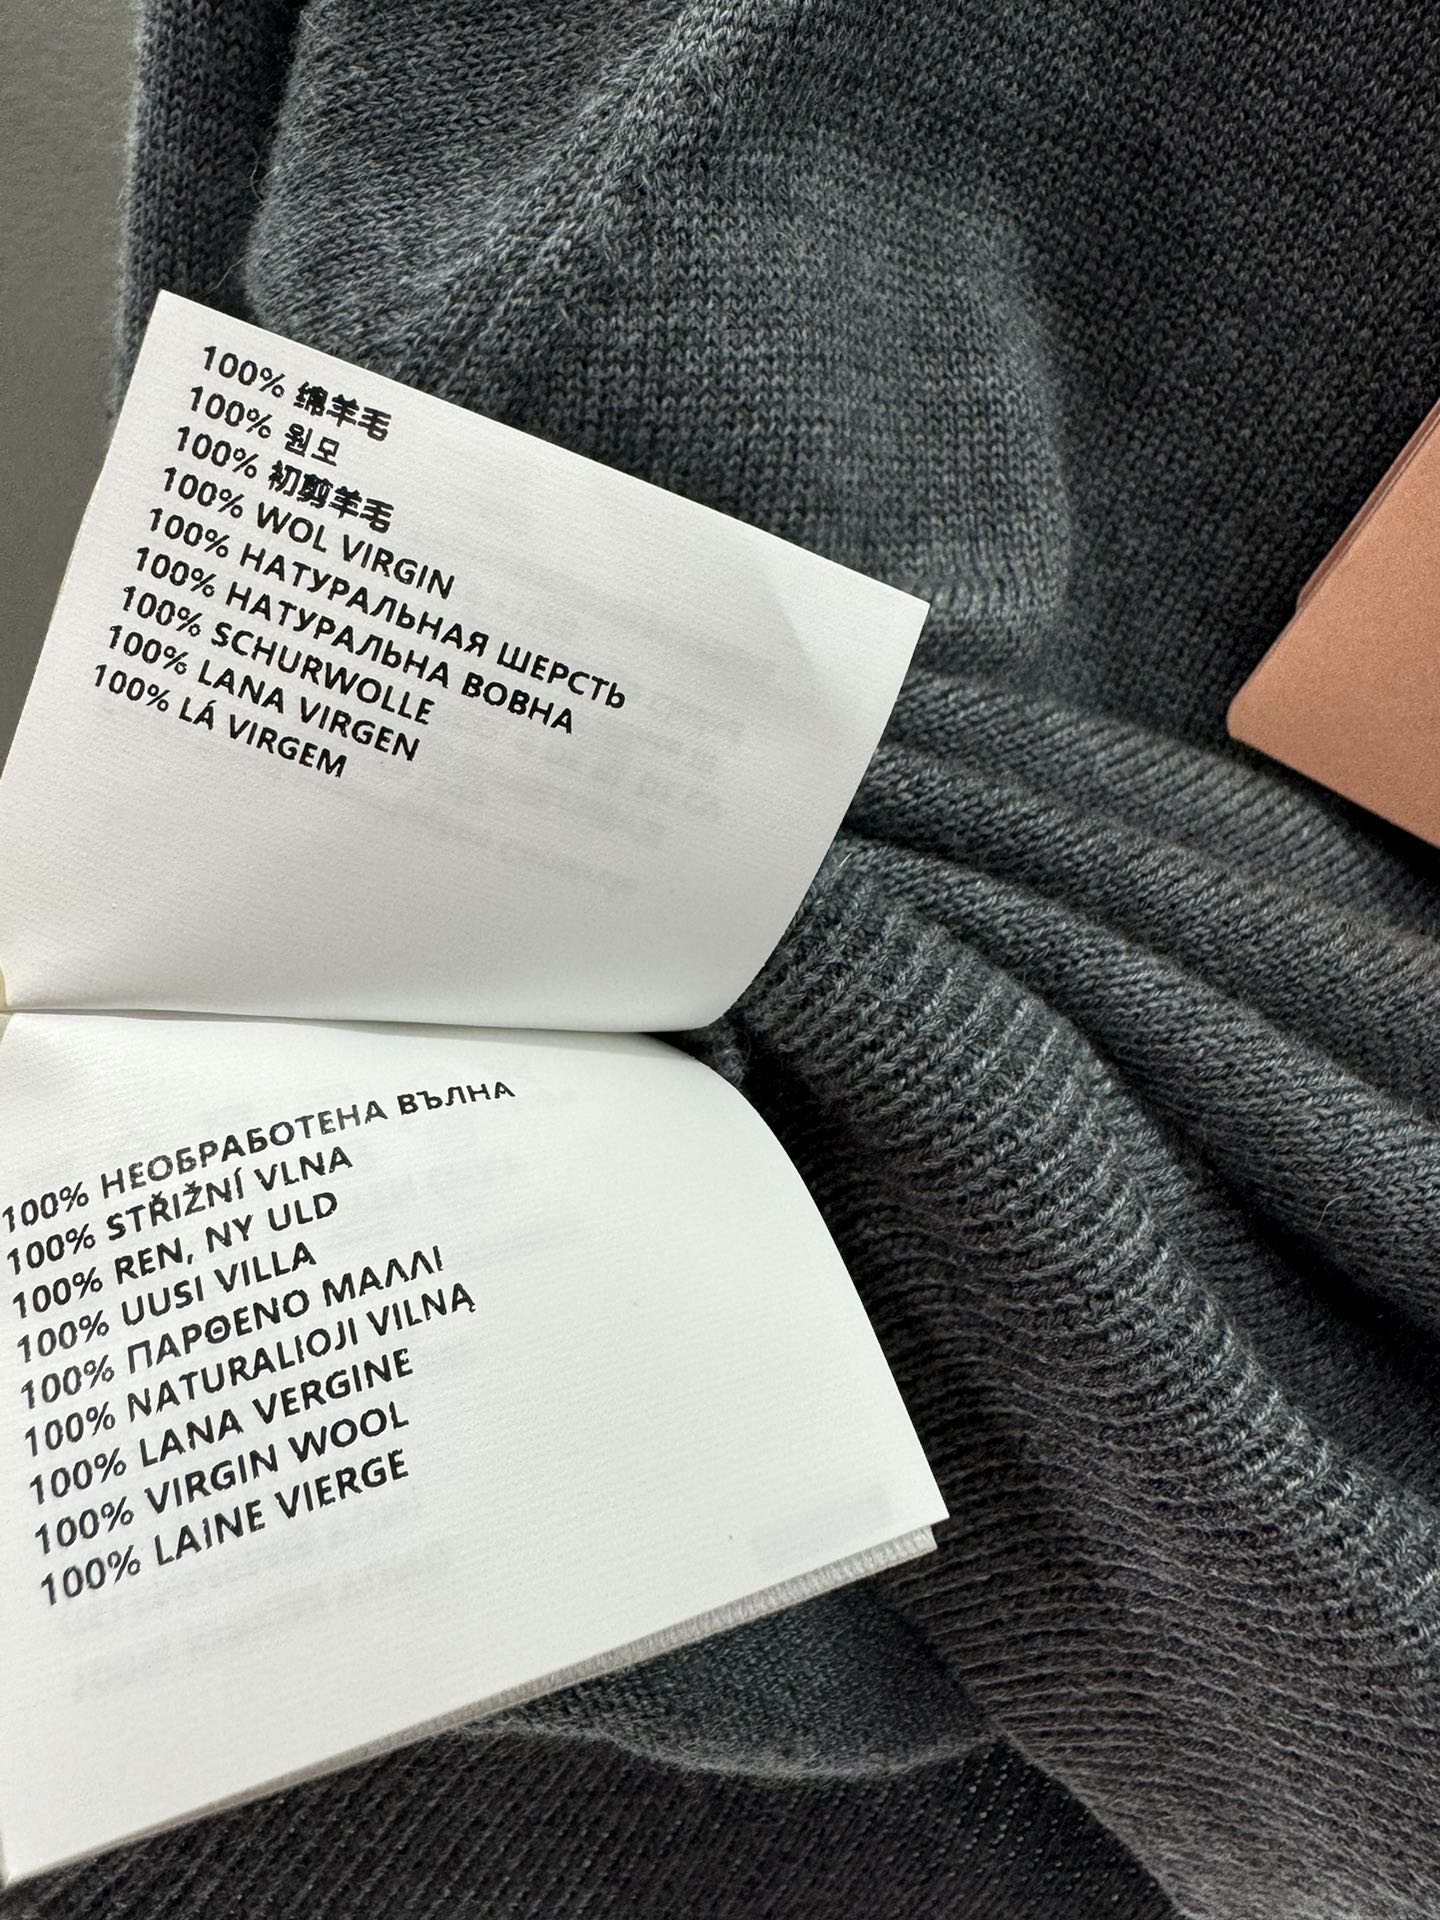 100% 绵羊毛
100% 원모
100% 初剪羊毛
100% WOL VIRGIN
100% НАТУРАЛЬНАЯ ШЕРСТЬ
100% НАТУРАЛЬНА ВОВНА
100% SCHURWOLLE
100% LANA VIRGEN
100% LÁ VIRGEM
100% НЕОБРАБОТЕНА ВЪЛНА
100% STŘIŽNÍ VLNA
100% REN, NY ULD
100% UUSI VILLA
100% ΠΑΡΘΕΝΟ ΜΑΛΛΙ
100% NATURALIOJI VILNĄ
100% LANA VERGINE
100% VIRGIN WOOL
100% LAINE VIERGE